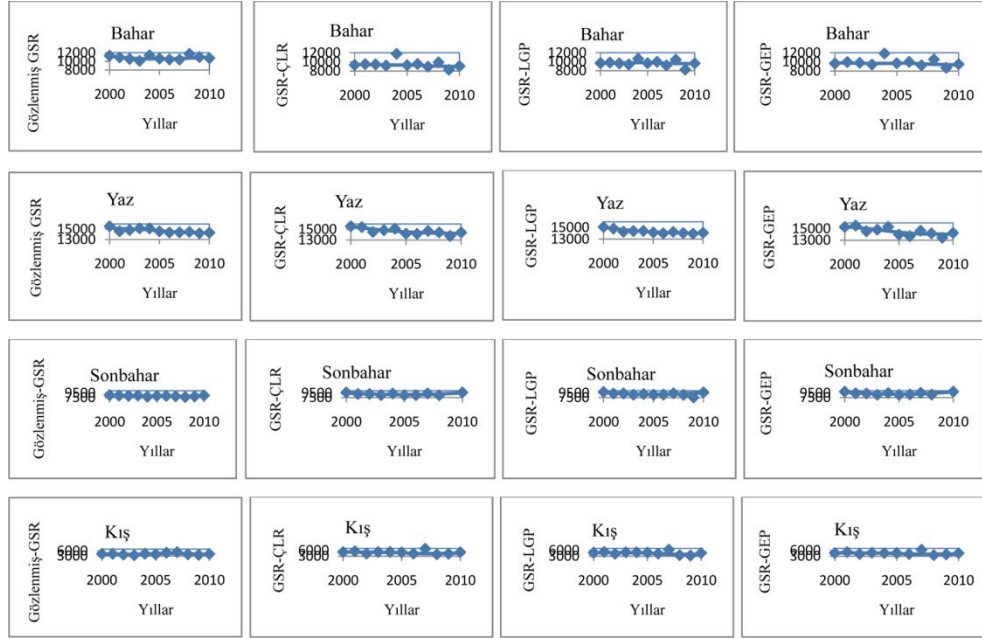 Bahar
Gözlenmiş GSR
12000
10000
8000
2000 2005 2010
Yıllar
Bahar
GSR-ÇLR
12000
10000
8000
2000 2005 2010
Yıllar
Bahar
GSR-LGP
12000
10000
8000
2000 2005 2010
Yıllar
Bahar
GSR-GEP
12000
10000
8000
2000 2005 2010
Yıllar
Yaz
Gözlenmiş GSR
15000
13000
2000 2005 2010
Yıllar
Yaz
GSR-ÇLR
15000
13000
2000 2005 2010
Yıllar
Yaz
GSR-LGP
15000
13000
2000 2005 2010
Yıllar
Yaz
GSR-GEP
15000
13000
2000 2005 2010
Yıllar
Sonbahar
Gözlenmiş-GSR
9500
7500
2000 2005 2010
Yıllar
Sonbahar
GSR-ÇLR
9500
7500
2000 2005 2010
Yıllar
Sonbahar
GSR-LGP
9500
7500
2000 2005 2010
Yıllar
Sonbahar
GSR-GEP
9500
7500
2000 2005 2010
Yıllar
Kış
Gözlenmiş-GSR
6000
5000
2000 2005 2010
Yıllar
Kış
GSR-ÇLR
6000
5000
2000 2005 2010
Yıllar
Kış
GSR-LGP
6000
5000
2000 2005 2010
Yıllar
Kış
GSR-GEP
6000
5000
2000 2005 2010
Yıllar